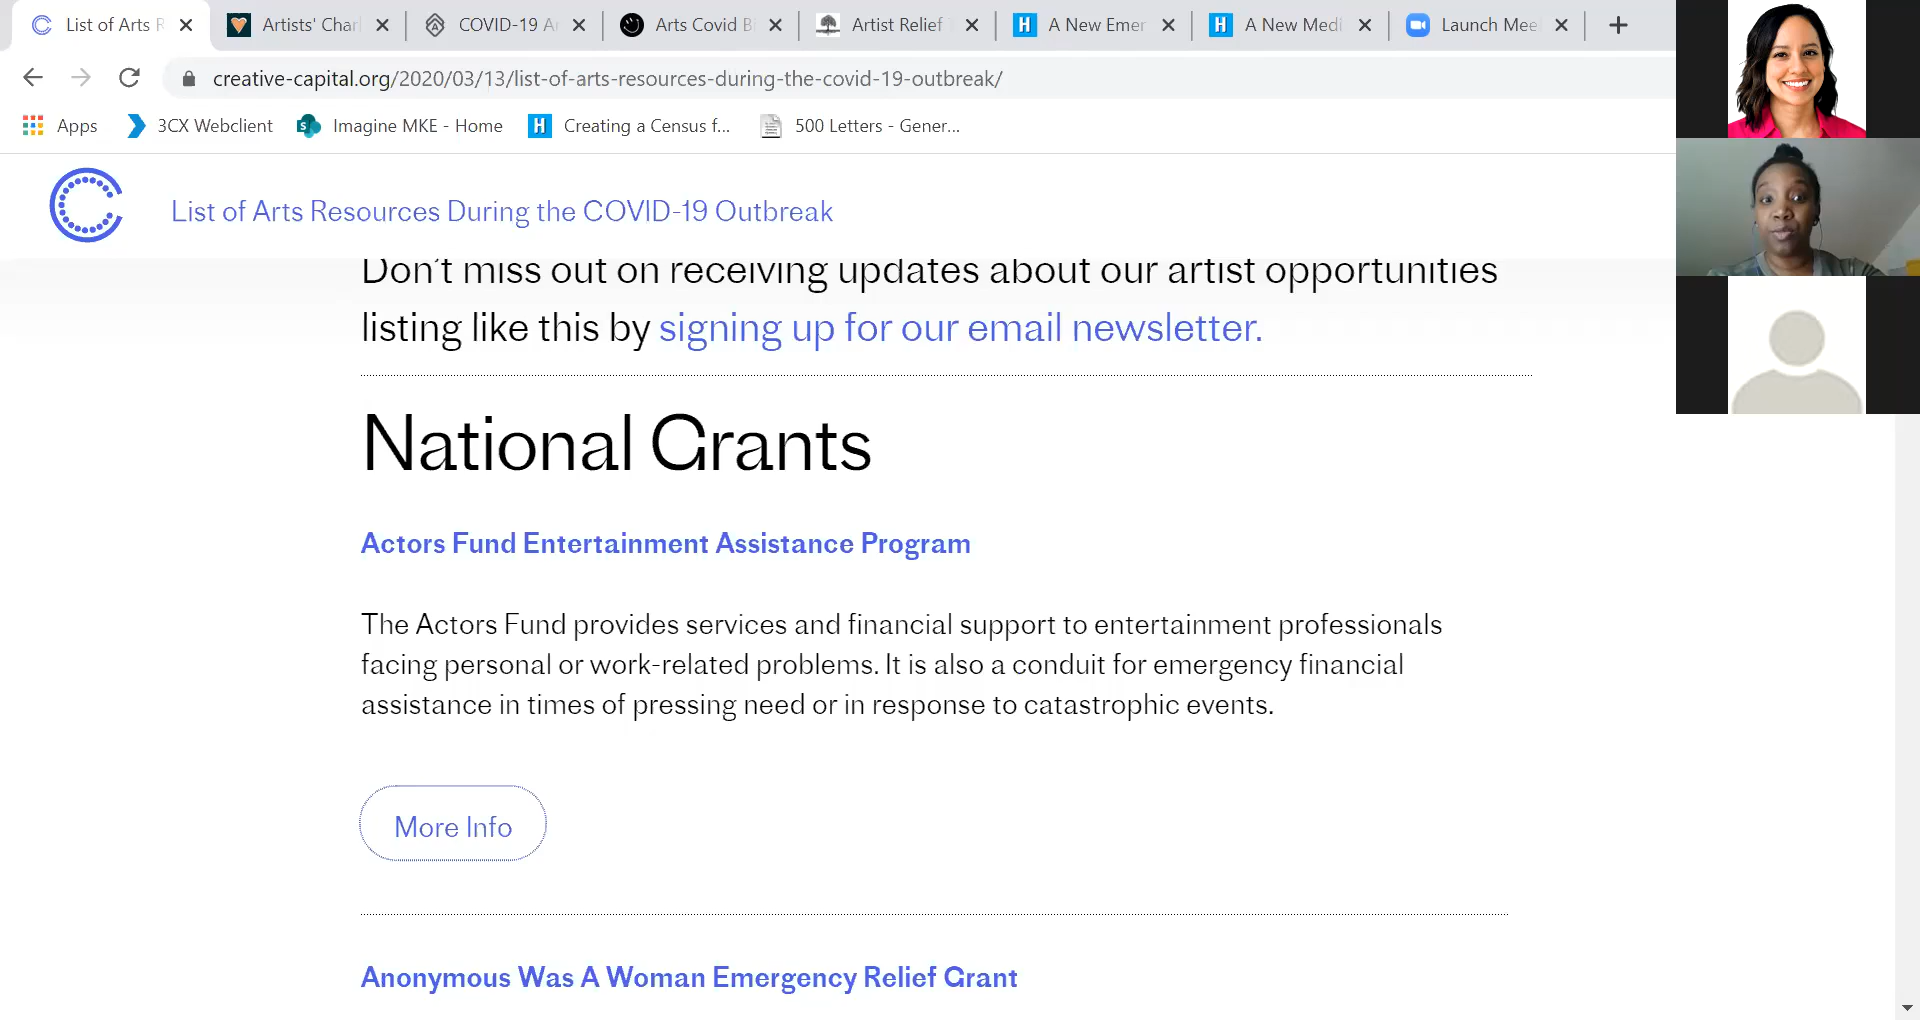 List of Arts R
Artists' Char
COVID-19 Ar
Arts Covid B
Artist Relief
A New Emer
A New Medi
Launch Mee
creative-capital.org/2020/03/13/list-of-arts-resources-during-the-covid-19-outbreak/
Apps
3CX Webclient
Imagine MKE - Home
Creating a Census f...
500 Letters - Gener...
List of Arts Resources During the COVID-19 Outbreak
Don't miss out on receiving updates about our artist opportunities
listing like this by signing up for our email newsletter.
National Grants
Actors Fund Entertainment Assistance Program
The Actors Fund provides services and financial support to entertainment professionals
facing personal or work-related problems. It is also a conduit for emergency financial
assistance in times of pressing need or in response to catastrophic events.
More Info
Anonymous Was A Woman Emergency Relief Grant